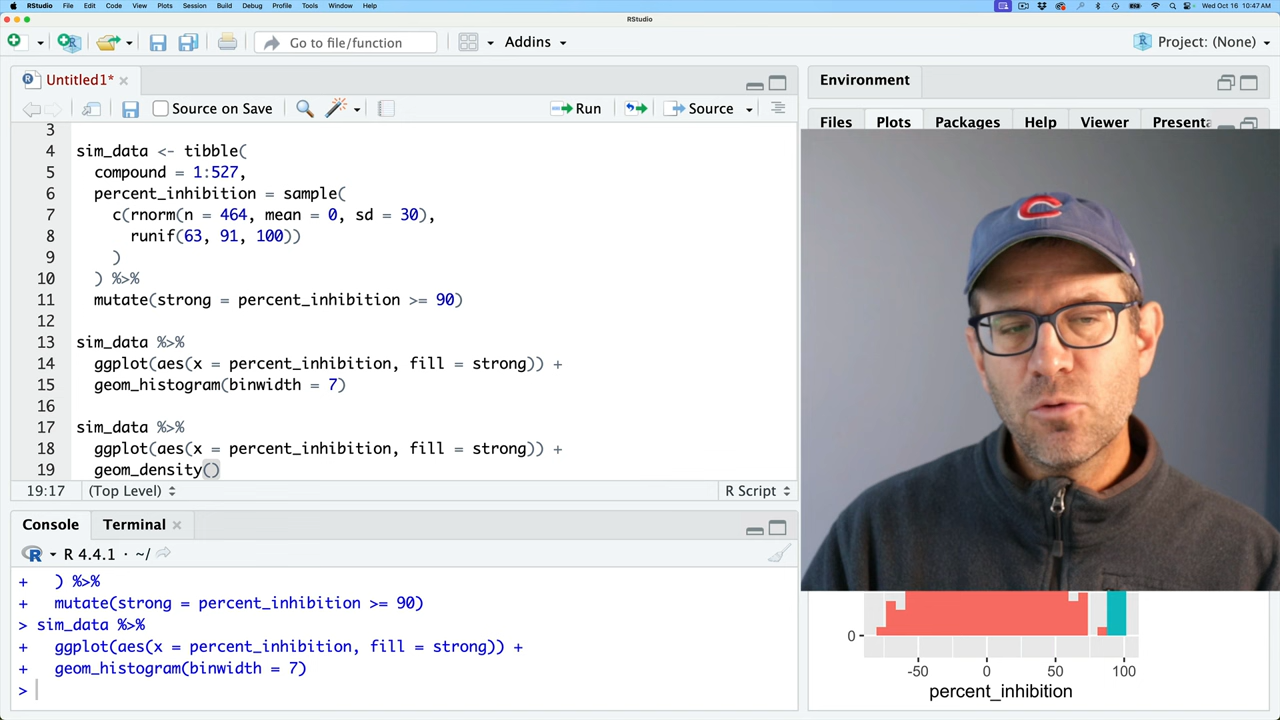 RStudio File Edit Code View Plots Session Build Debug Profile Tools Window Help Wed Oct 16 10:47 AM
RStudio
Go to file/function Addins Project: (None)
Untitled1* Environment
Source on Save Run Source Files Plots Packages Help Viewer Presenta
3
4 sim_data <- tibble(
5 compound = 1:527,
6 percent_inhibition = sample(
7 c(rnorm(n = 464, mean = 0, sd = 30),
8 runif(63, 91, 100))
9 )
10 ) %>%
11 mutate(strong = percent_inhibition >= 90)
12
13 sim_data %>%
14 ggplot(aes(x = percent_inhibition, fill = strong)) +
15 geom_histogram(binwidth = 7)
16
17 sim_data %>%
18 ggplot(aes(x = percent_inhibition, fill = strong)) +
19 geom_density()
19:17 (Top Level) R Script
Console Terminal
R 4.4.1 · ~/
+ ) %>%
+ mutate(strong = percent_inhibition >= 90)
> sim_data %>%
+ ggplot(aes(x = percent_inhibition, fill = strong)) +
+ geom_histogram(binwidth = 7)
>
C
0
-50 0 50 100
percent_inhibition